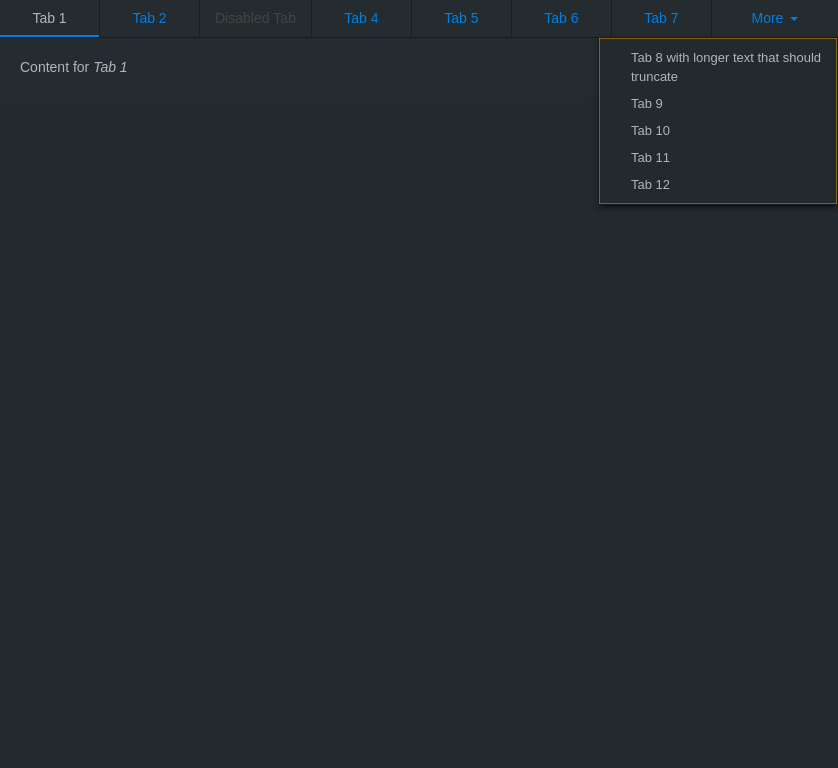 Tab 1 Tab 2 Disabled Tab Tab 4 Tab 5 Tab 6 Tab 7 More
Content for Tab 1
Tab 8 with longer text that should
truncate
Tab 9
Tab 10
Tab 11
Tab 12